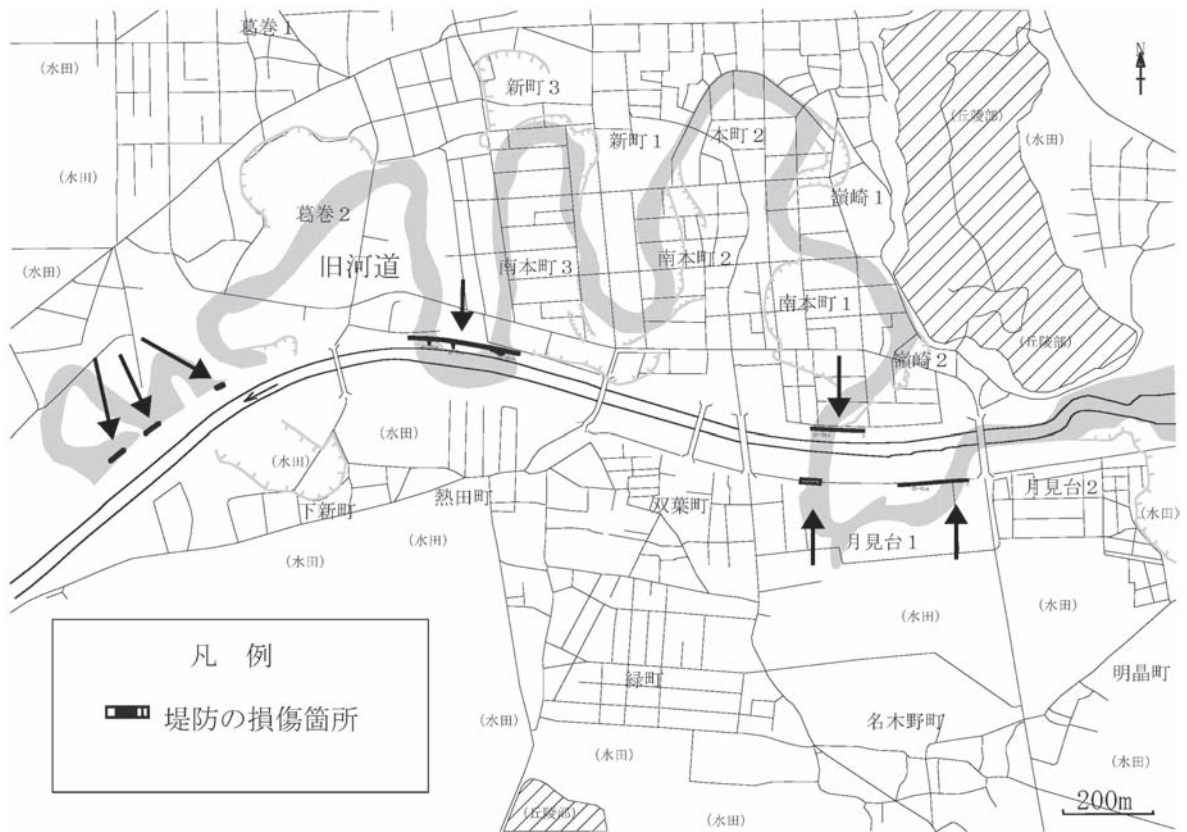 葛巻1
(水田)
N
新町3
(丘陵部)
(水田)
新町1
本町2
(水田)
葛巻2
嶺崎1
旧河道
南本町3
南本町2
(水田)
南本町1
(丘陵部)
嶺崎2
(水田)
(水田)
下新町
熱田町
双葉町
月見台2
(水田)
(水田)
(水田)
月見台1
(水田)
(水田)
凡 例
堤防の損傷箇所
緑町
明晶町
(水田)
名木野町
(水田)
(水田)
200m
(丘陵部)
(水田)